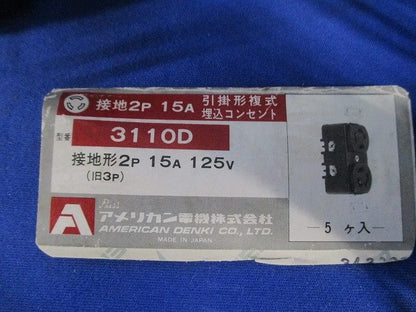 接地2P 15A 引掛形複式
埋込コンセント
型番 3110D
接地形2P 15A 125V
(旧3P)
アメリカン電機株式会社
AMERICAN DENKI CO., LTD.
MADE IN JAPAN
5 ケ入